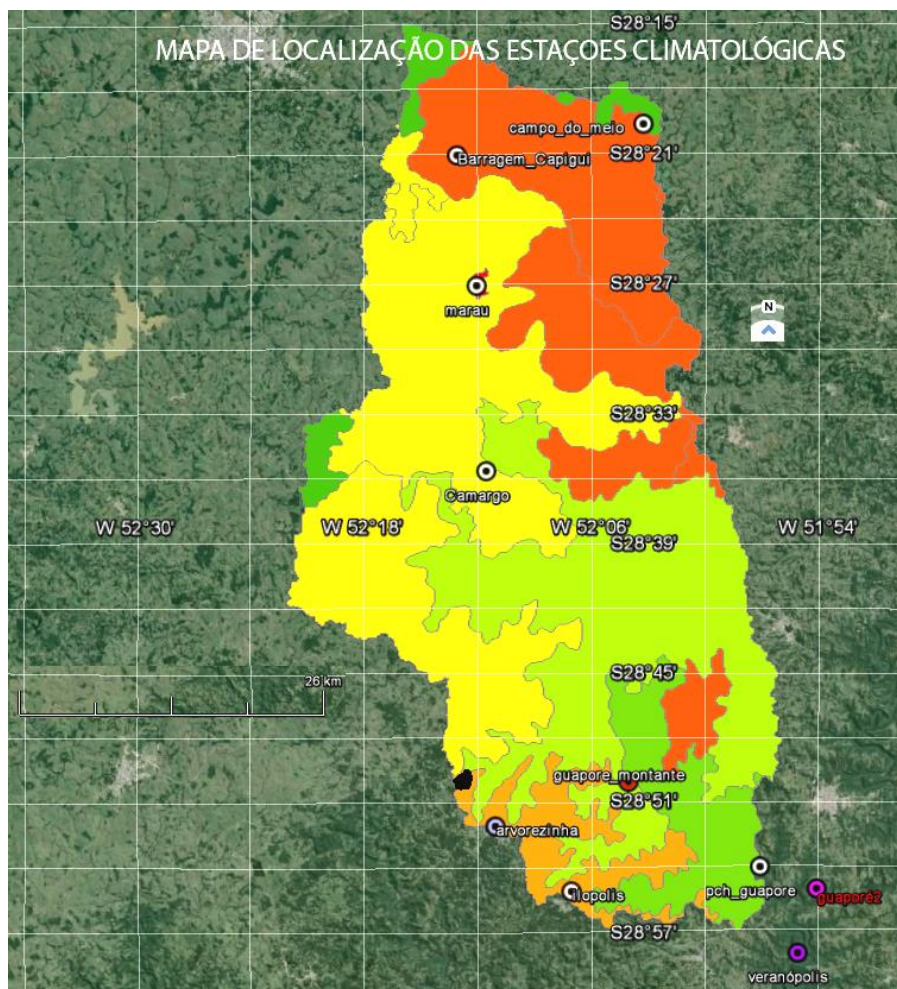 S28°15'
MAPA DE LOCALIZAÇÃO DAS ESTAÇOES CLIMATOLÓGICAS
campo_do_meio
S28°21'
Barragem_Capigui
S28°27'
marau
N
S28°33'
Camargo
W 52°30'
W 52°18'
W 52°06'
W 51°54'
S28°39'
S28°45'
26 km
guapore_montante
S28°51'
arvorezinha
ilopolis
pch_guapore
guaporé2
S28°57'
veranópolis